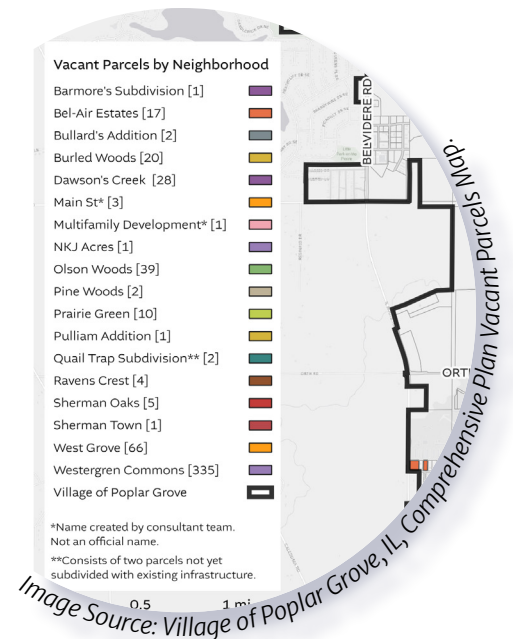 Vacant Parcels by Neighborhood
Barmore's Subdivision [1]
Bel-Air Estates [17]
Bullard's Addition [2]
Burled Woods [20]
Dawson's Creek [28]
Main St* [3]
Multifamily Development* [1]
NKJ Acres [1]
Olson Woods [39]
Pine Woods [2]
Prairie Green [10]
Pulliam Addition [1]
Quail Trap Subdivision** [2]
Ravens Crest [4]
Sherman Oaks [5]
Sherman Town [1]
West Grove [66]
Westergren Commons [335]
Village of Poplar Grove
*Name created by consultant team.
Not an official name.
**Consists of two parcels not yet
subdivided with existing infrastructure.
0.5 1 mi
BELVIDERE RD
Image Source: Village of Poplar Grove, IL, Comprehensive Plan Vacant Parcels Map.